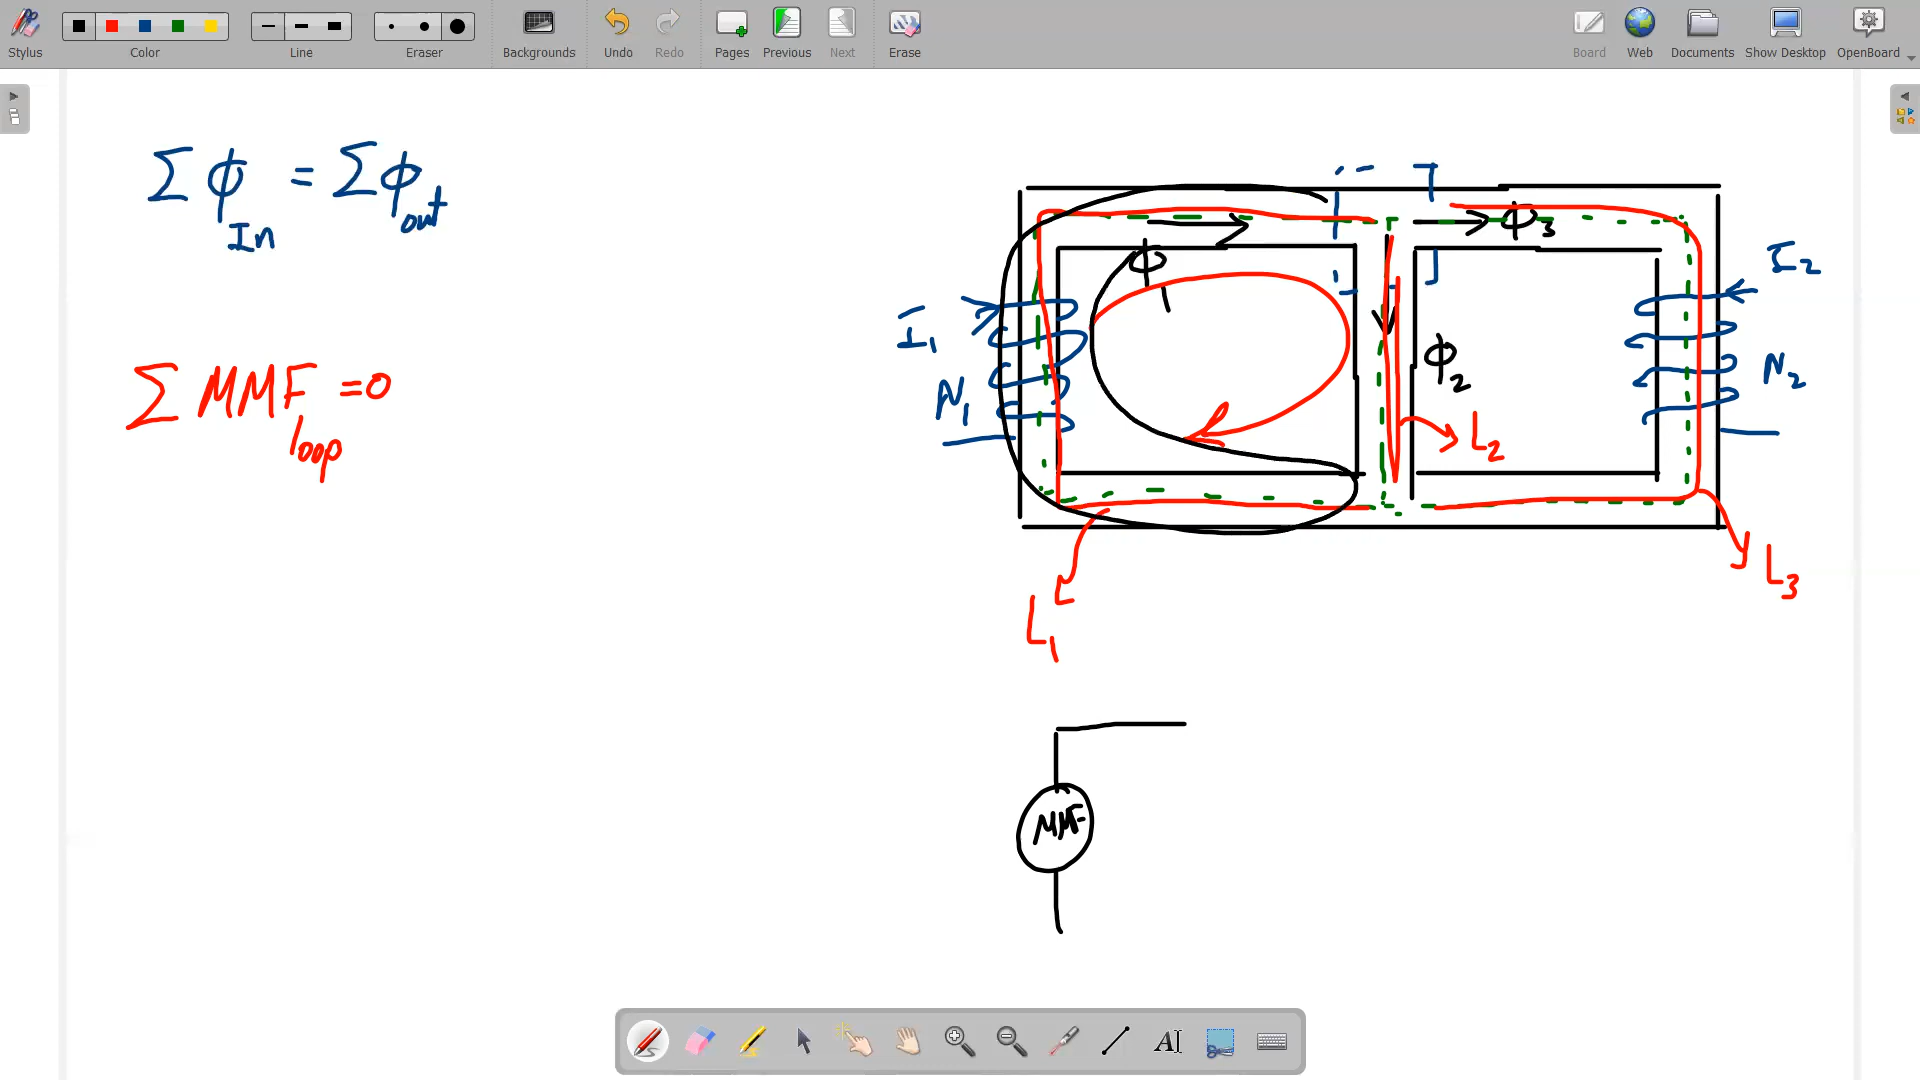 Stylus Color Line Eraser Backgrounds Undo Redo Pages Previous Next Erase Board Web Documents Show Desktop OpenBoard
Σ ϕ In = Σ ϕ out
ϕ1
ϕ3
I2
I1
ϕ2
N2
N1
Σ MMF loop = 0
L2
L3
L1
MMF